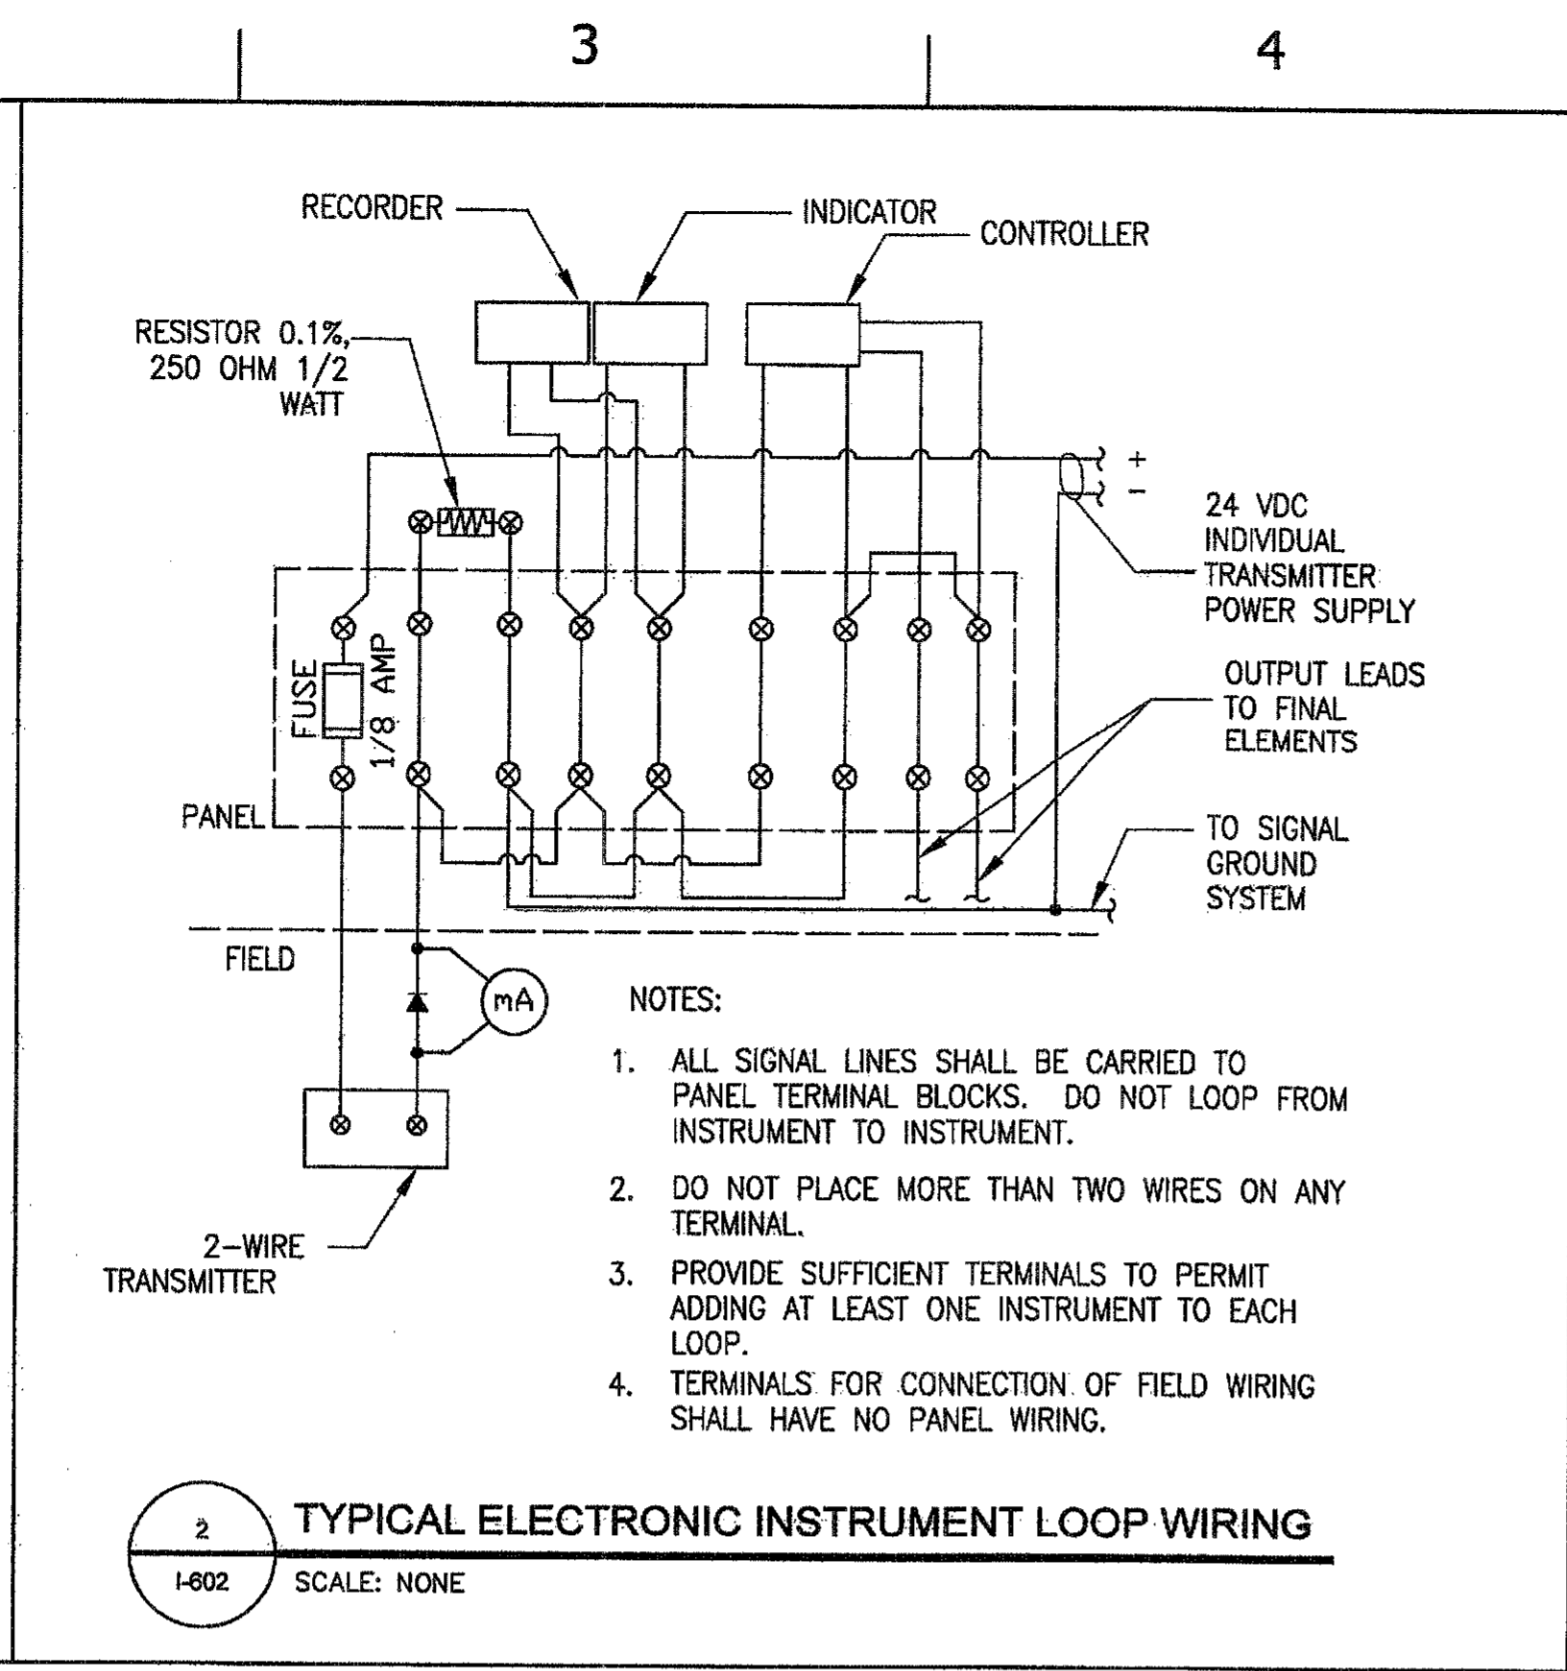 3
4
RECORDER
INDICATOR
CONTROLLER
RESISTOR 0.1%,
250 OHM 1/2
WATT
+
-
24 VDC
INDIVIDUAL
TRANSMITTER
POWER SUPPLY
FUSE
1/8 AMP
OUTPUT LEADS
TO FINAL
ELEMENTS
PANEL
TO SIGNAL
GROUND
SYSTEM
FIELD
mA
2-WIRE
TRANSMITTER
NOTES:
1. ALL SIGNAL LINES SHALL BE CARRIED TO
PANEL TERMINAL BLOCKS. DO NOT LOOP FROM
INSTRUMENT TO INSTRUMENT.
2. DO NOT PLACE MORE THAN TWO WIRES ON ANY
TERMINAL.
3. PROVIDE SUFFICIENT TERMINALS TO PERMIT
ADDING AT LEAST ONE INSTRUMENT TO EACH
LOOP.
4. TERMINALS FOR CONNECTION OF FIELD WIRING
SHALL HAVE NO PANEL WIRING.
2
I-602
TYPICAL ELECTRONIC INSTRUMENT LOOP WIRING
SCALE: NONE